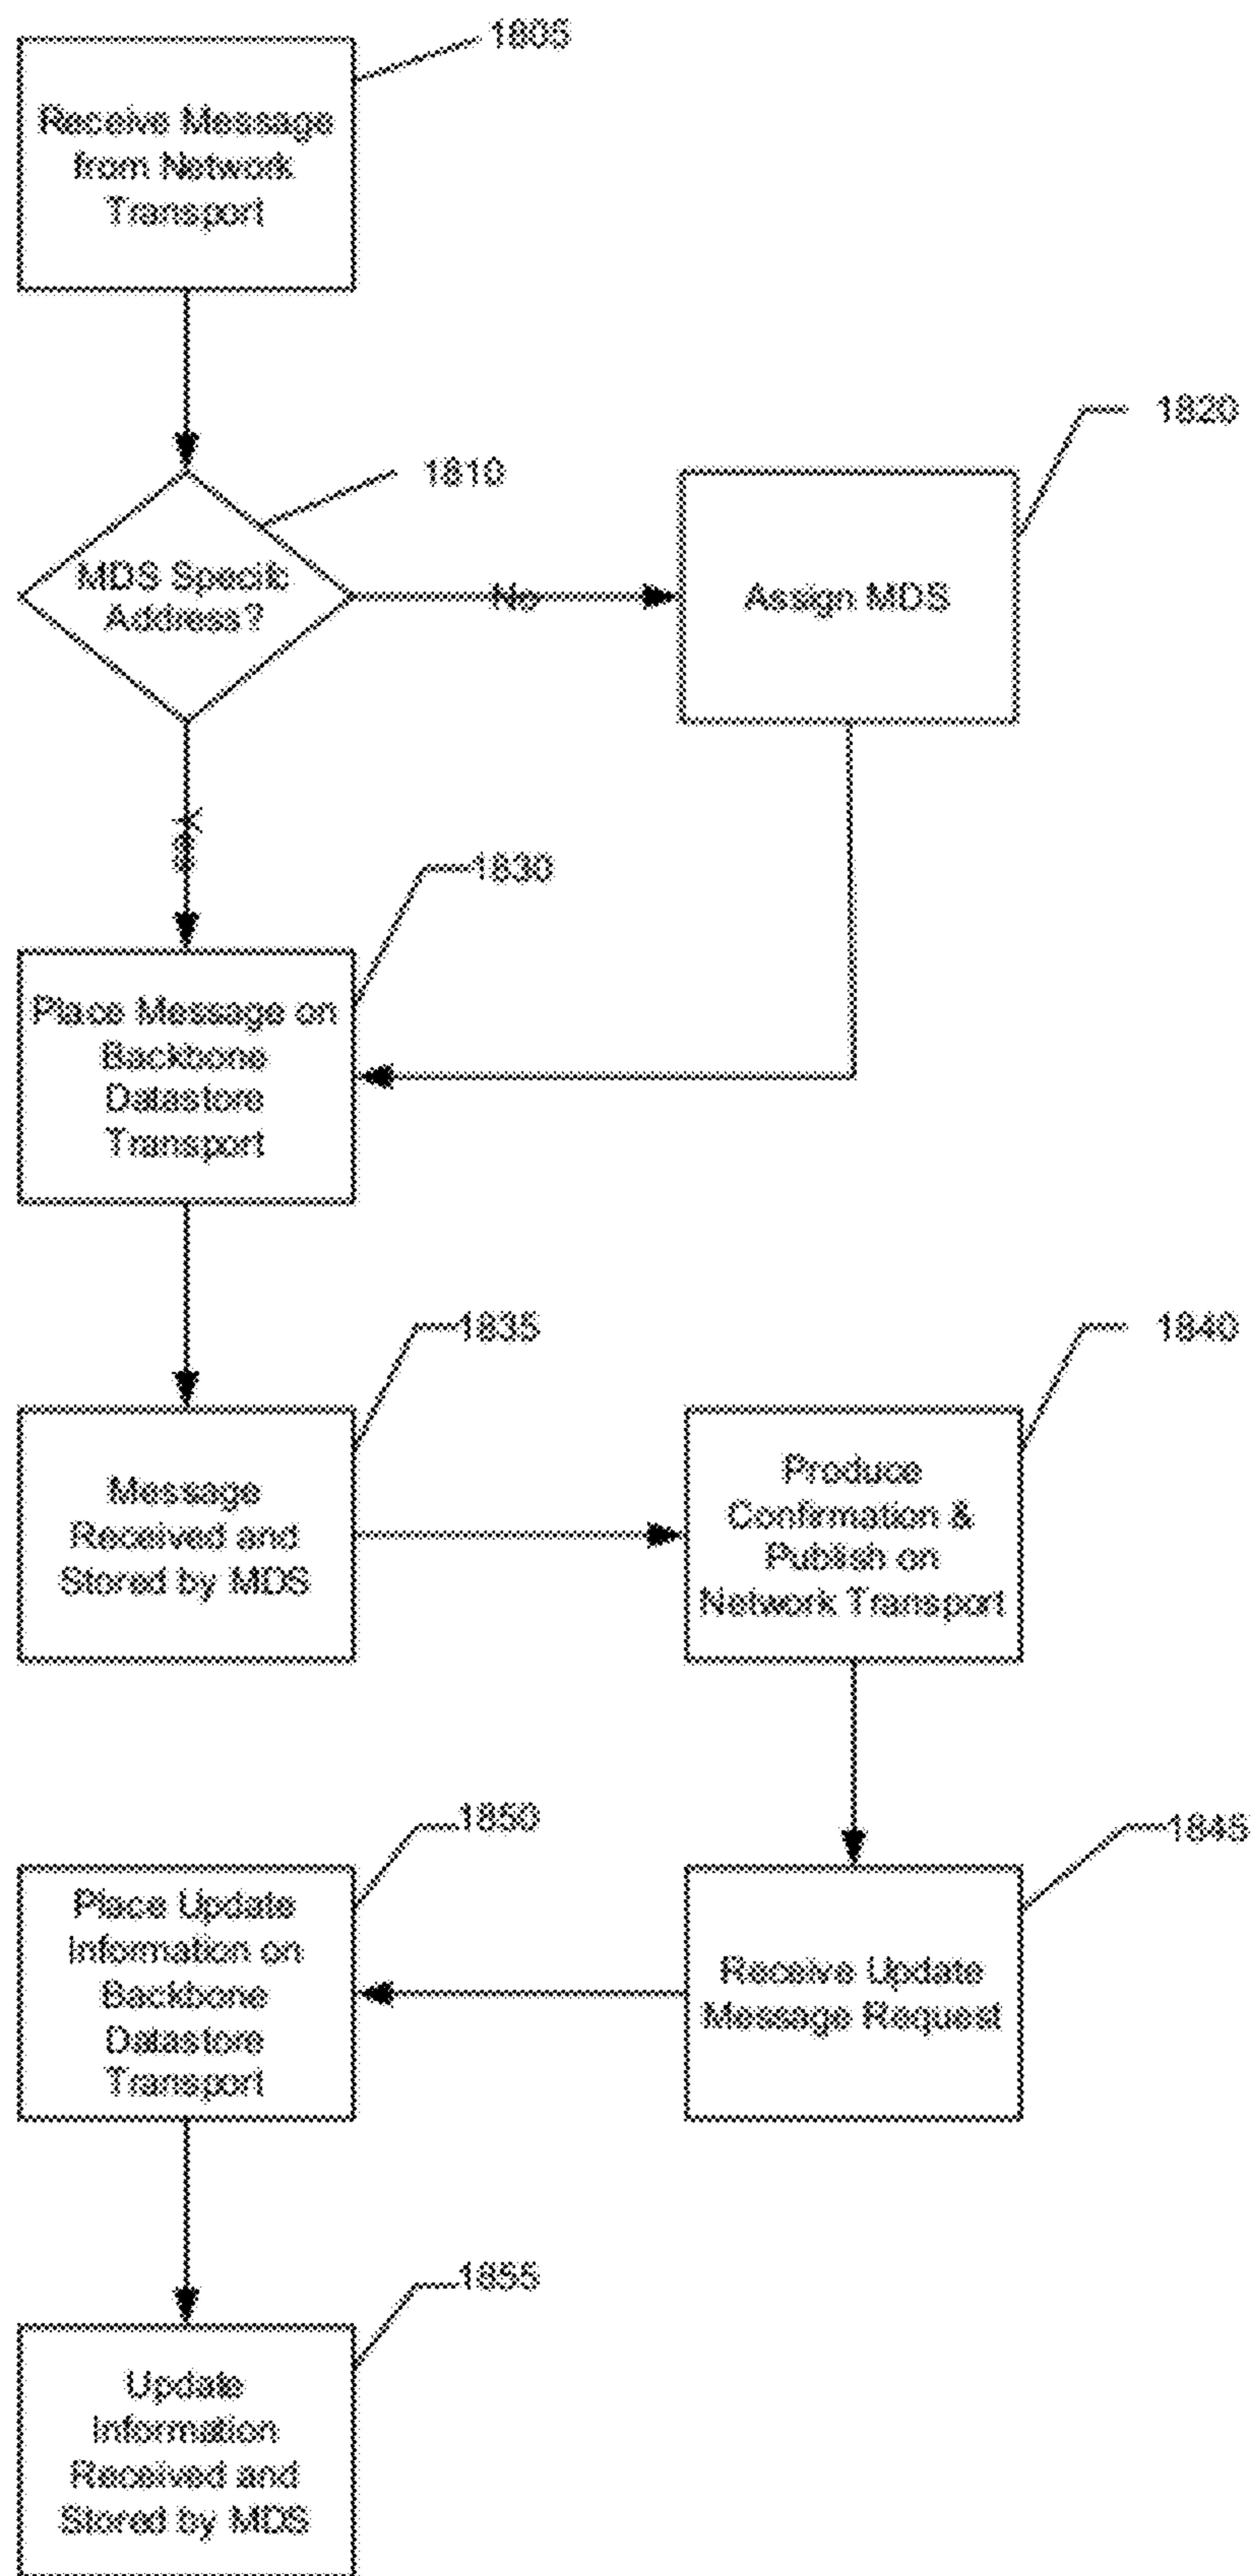 1805
Receive Message
from Network
Transport
1810
MDS Specific
Address?
No
1820
Assign MDS
Yes
1830
Place Message on
Backbone
Datastore
Transport
1835
Message
Received and
Stored by MDS
1840
Produce
Confirmation &
Publish on
Network Transport
1845
Receive Update
Message Request
1850
Place Update
Information on
Backbone
Datastore
Transport
1855
Update
Information
Received and
Stored by MDS